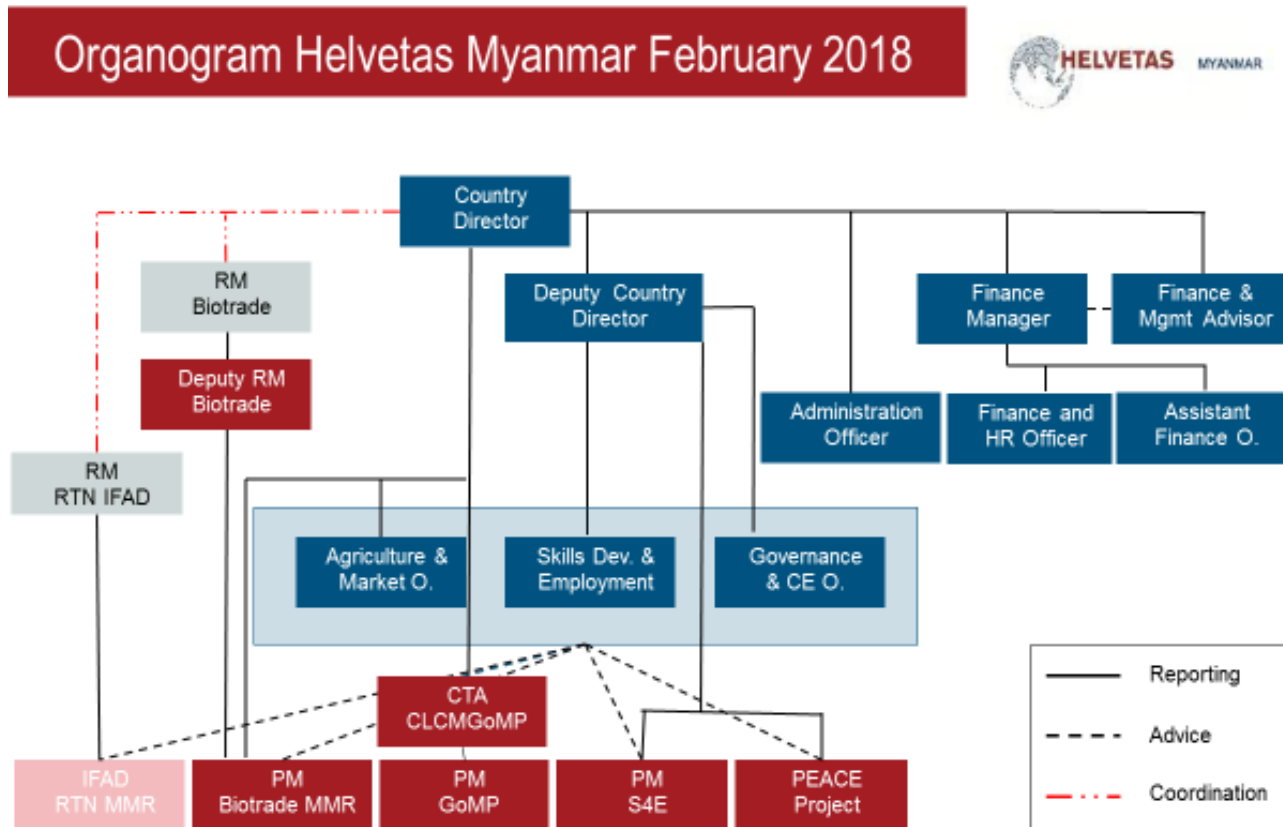 Organogram Helvetas Myanmar February 2018
HELVETAS MYANMAR
Country
Director
RM
Biotrade
Deputy Country
Director
Finance
Manager
Finance &
Mgmt Advisor
Deputy RM
Biotrade
Administration
Officer
Finance and
HR Officer
Assistant
Finance O.
RM
RTN IFAD
Agriculture &
Market O.
Skills Dev. &
Employment
Governance
& CE O.
CTA
CLCMGoMP
IFAD
RTN MMR
PM
Biotrade MMR
PM
GoMP
PM
S4E
PEACE
Project
Reporting
Advice
Coordination